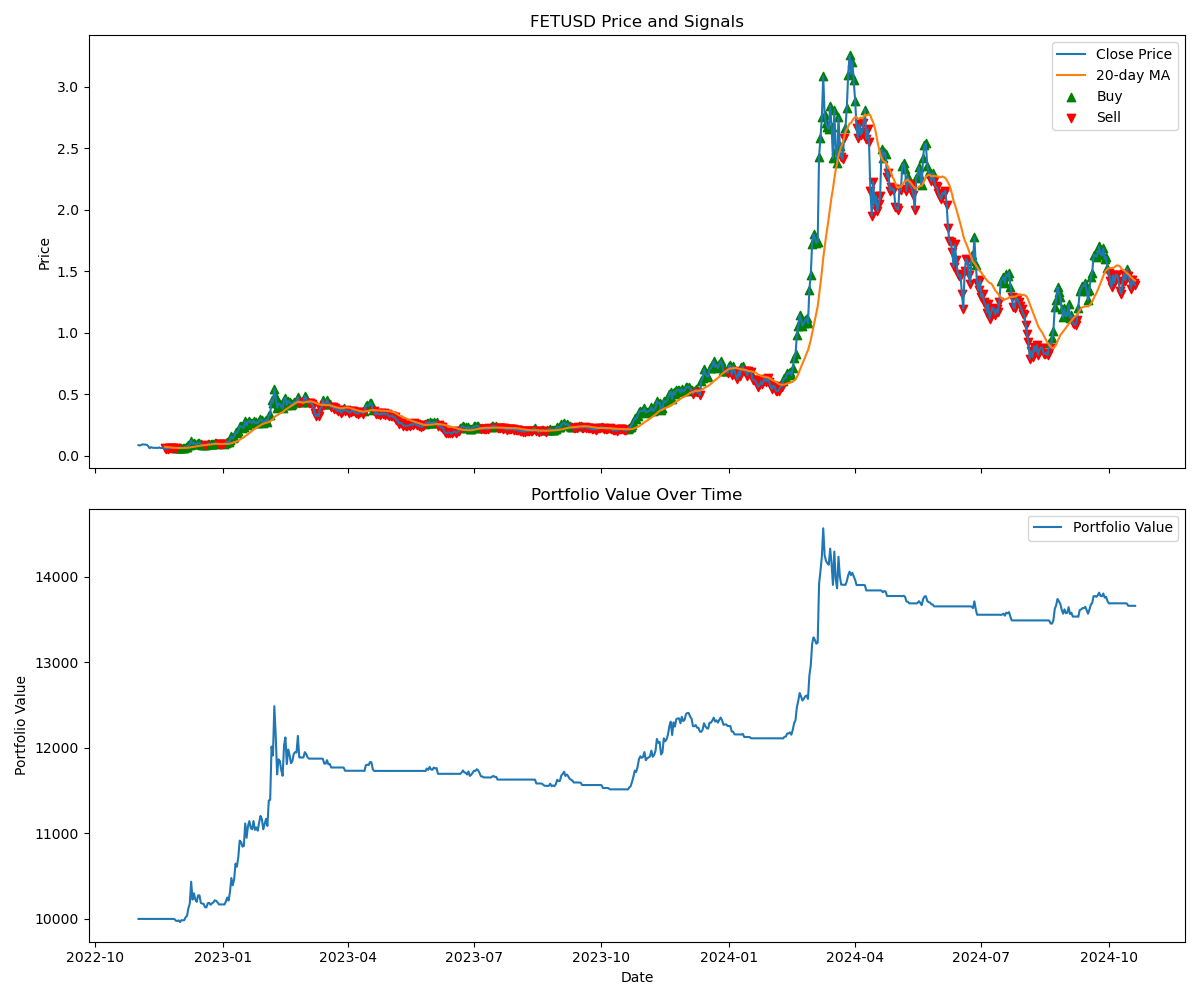 FETUSD Price and Signals
Close Price
20-day MA
Buy
Sell
Price
3.0
2.5
2.0
1.5
1.0
0.5
0.0
Portfolio Value Over Time
Portfolio Value
Portfolio Value
14000
13000
12000
11000
10000
2022-10
2023-01
2023-04
2023-07
2023-10
2024-01
2024-04
2024-07
2024-10
Date